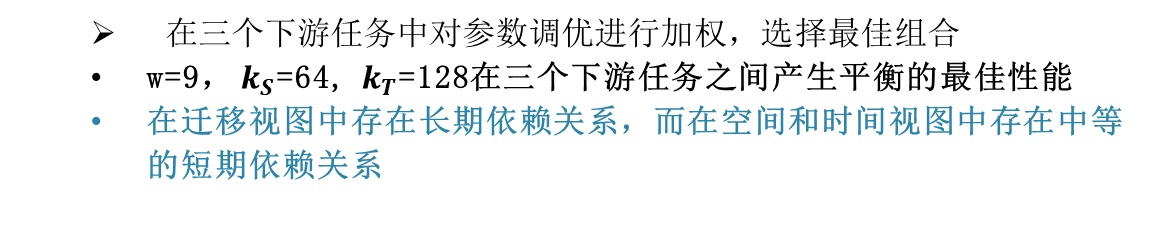 ➢ 在三个下游任务中对参数调优进行加权，选择最佳组合
• w=9， k_S=64，k_T=128在三个下游任务之间产生平衡的最佳性能
• 在迁移视图中存在长期依赖关系，而在空间和时间视图中存在中等
的短期依赖关系